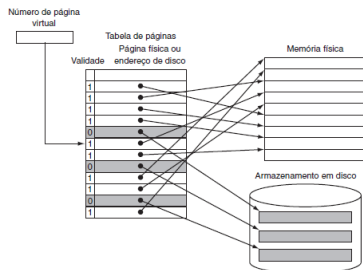 Número de página
virtual
Tabela de páginas
Página física ou
Validade endereço de disco
Memória física
1
1
1
1
0
1
1
0
1
1
0
1
Armazenamento em disco